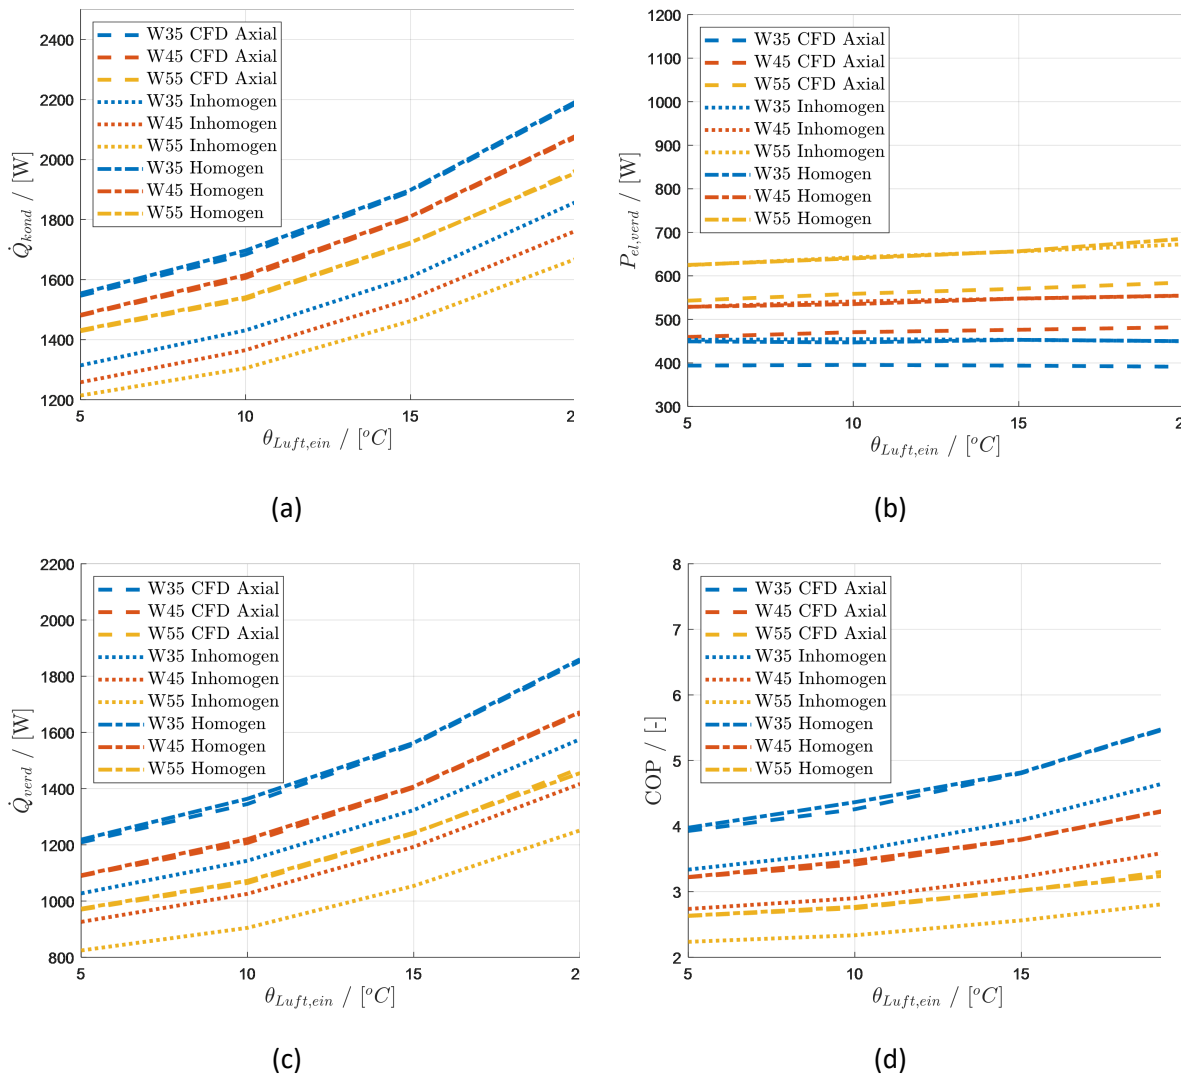 2400
2200
2000
1800
1600
1400
1200
5
10
15
2
Q̇kond / [W]
θLuft,ein / [°C]
W35 CFD Axial
W45 CFD Axial
W55 CFD Axial
W35 Inhomogen
W45 Inhomogen
W55 Inhomogen
W35 Homogen
W45 Homogen
W55 Homogen
(a)
1200
1100
1000
900
800
700
600
500
400
300
5
10
15
2
Pel,verd / [W]
θLuft,ein / [°C]
W35 CFD Axial
W45 CFD Axial
W55 CFD Axial
W35 Inhomogen
W45 Inhomogen
W55 Inhomogen
W35 Homogen
W45 Homogen
W55 Homogen
(b)
2200
2000
1800
1600
1400
1200
1000
800
5
10
15
2
Q̇verd / [W]
θLuft,ein / [°C]
W35 CFD Axial
W45 CFD Axial
W55 CFD Axial
W35 Inhomogen
W45 Inhomogen
W55 Inhomogen
W35 Homogen
W45 Homogen
W55 Homogen
(c)
8
7
6
5
4
3
2
5
10
15
COP / [-]
θLuft,ein / [°C]
W35 CFD Axial
W45 CFD Axial
W55 CFD Axial
W35 Inhomogen
W45 Inhomogen
W55 Inhomogen
W35 Homogen
W45 Homogen
W55 Homogen
(d)